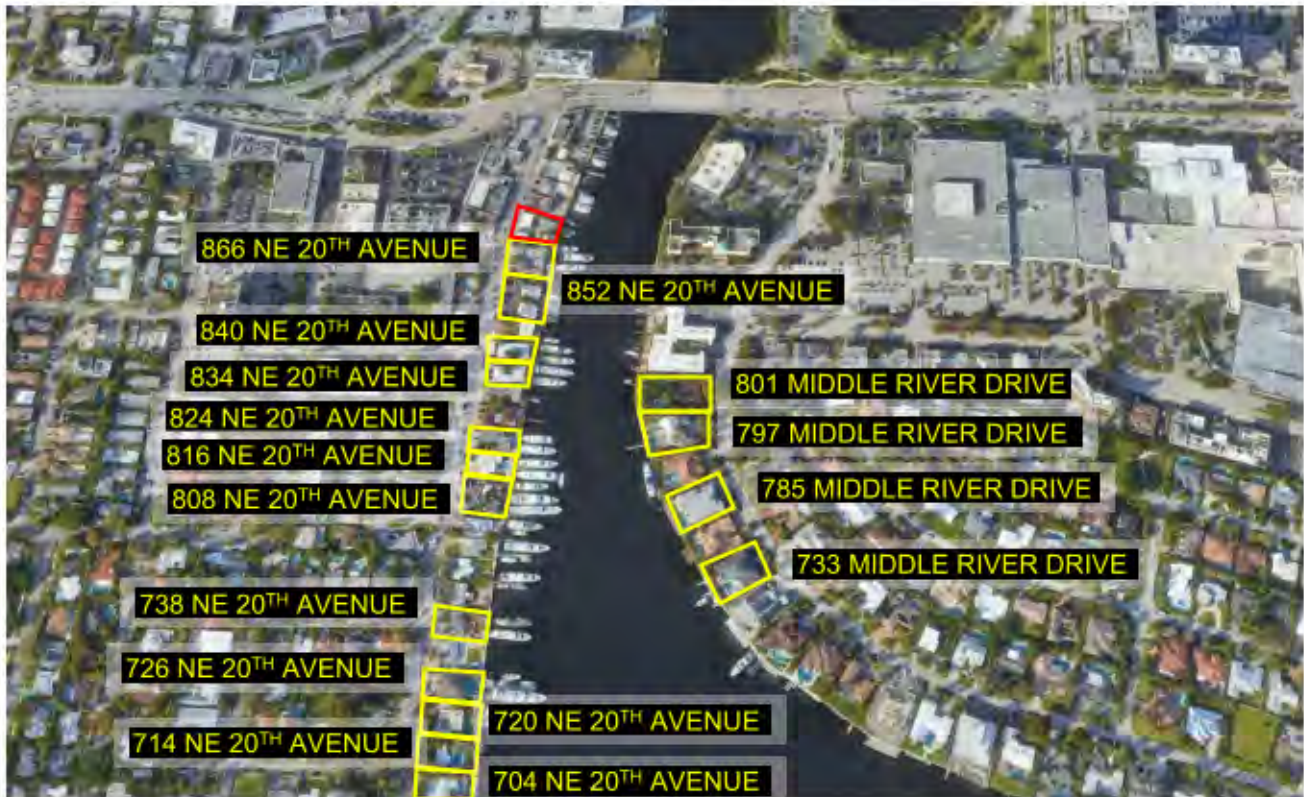 866 NE 20TH AVENUE
852 NE 20TH AVENUE
840 NE 20TH AVENUE
834 NE 20TH AVENUE
801 MIDDLE RIVER DRIVE
824 NE 20TH AVENUE
797 MIDDLE RIVER DRIVE
816 NE 20TH AVENUE
785 MIDDLE RIVER DRIVE
808 NE 20TH AVENUE
733 MIDDLE RIVER DRIVE
738 NE 20TH AVENUE
726 NE 20TH AVENUE
720 NE 20TH AVENUE
714 NE 20TH AVENUE
704 NE 20TH AVENUE